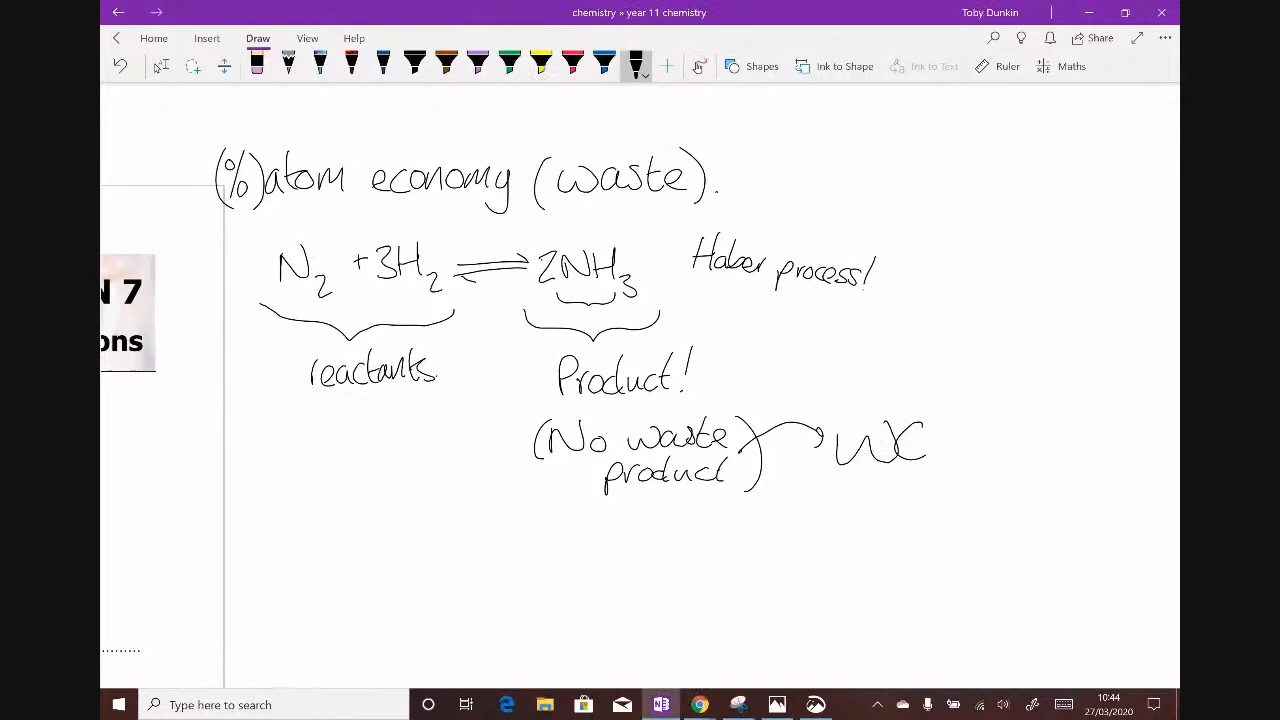 chemistry » year 11 chemistry
Toby Dunkin
Home Insert Draw View Help
Share
Shapes Ink to Shape Ink to Text Ruler Maths
(%) atom economy (waste).
N₂ + 3H₂ ⇌ 2NH₃ Haber process!
N 7
ons
reactants
Product!
(No waste
product)
....................
Type here to search
10:44
27/03/2020